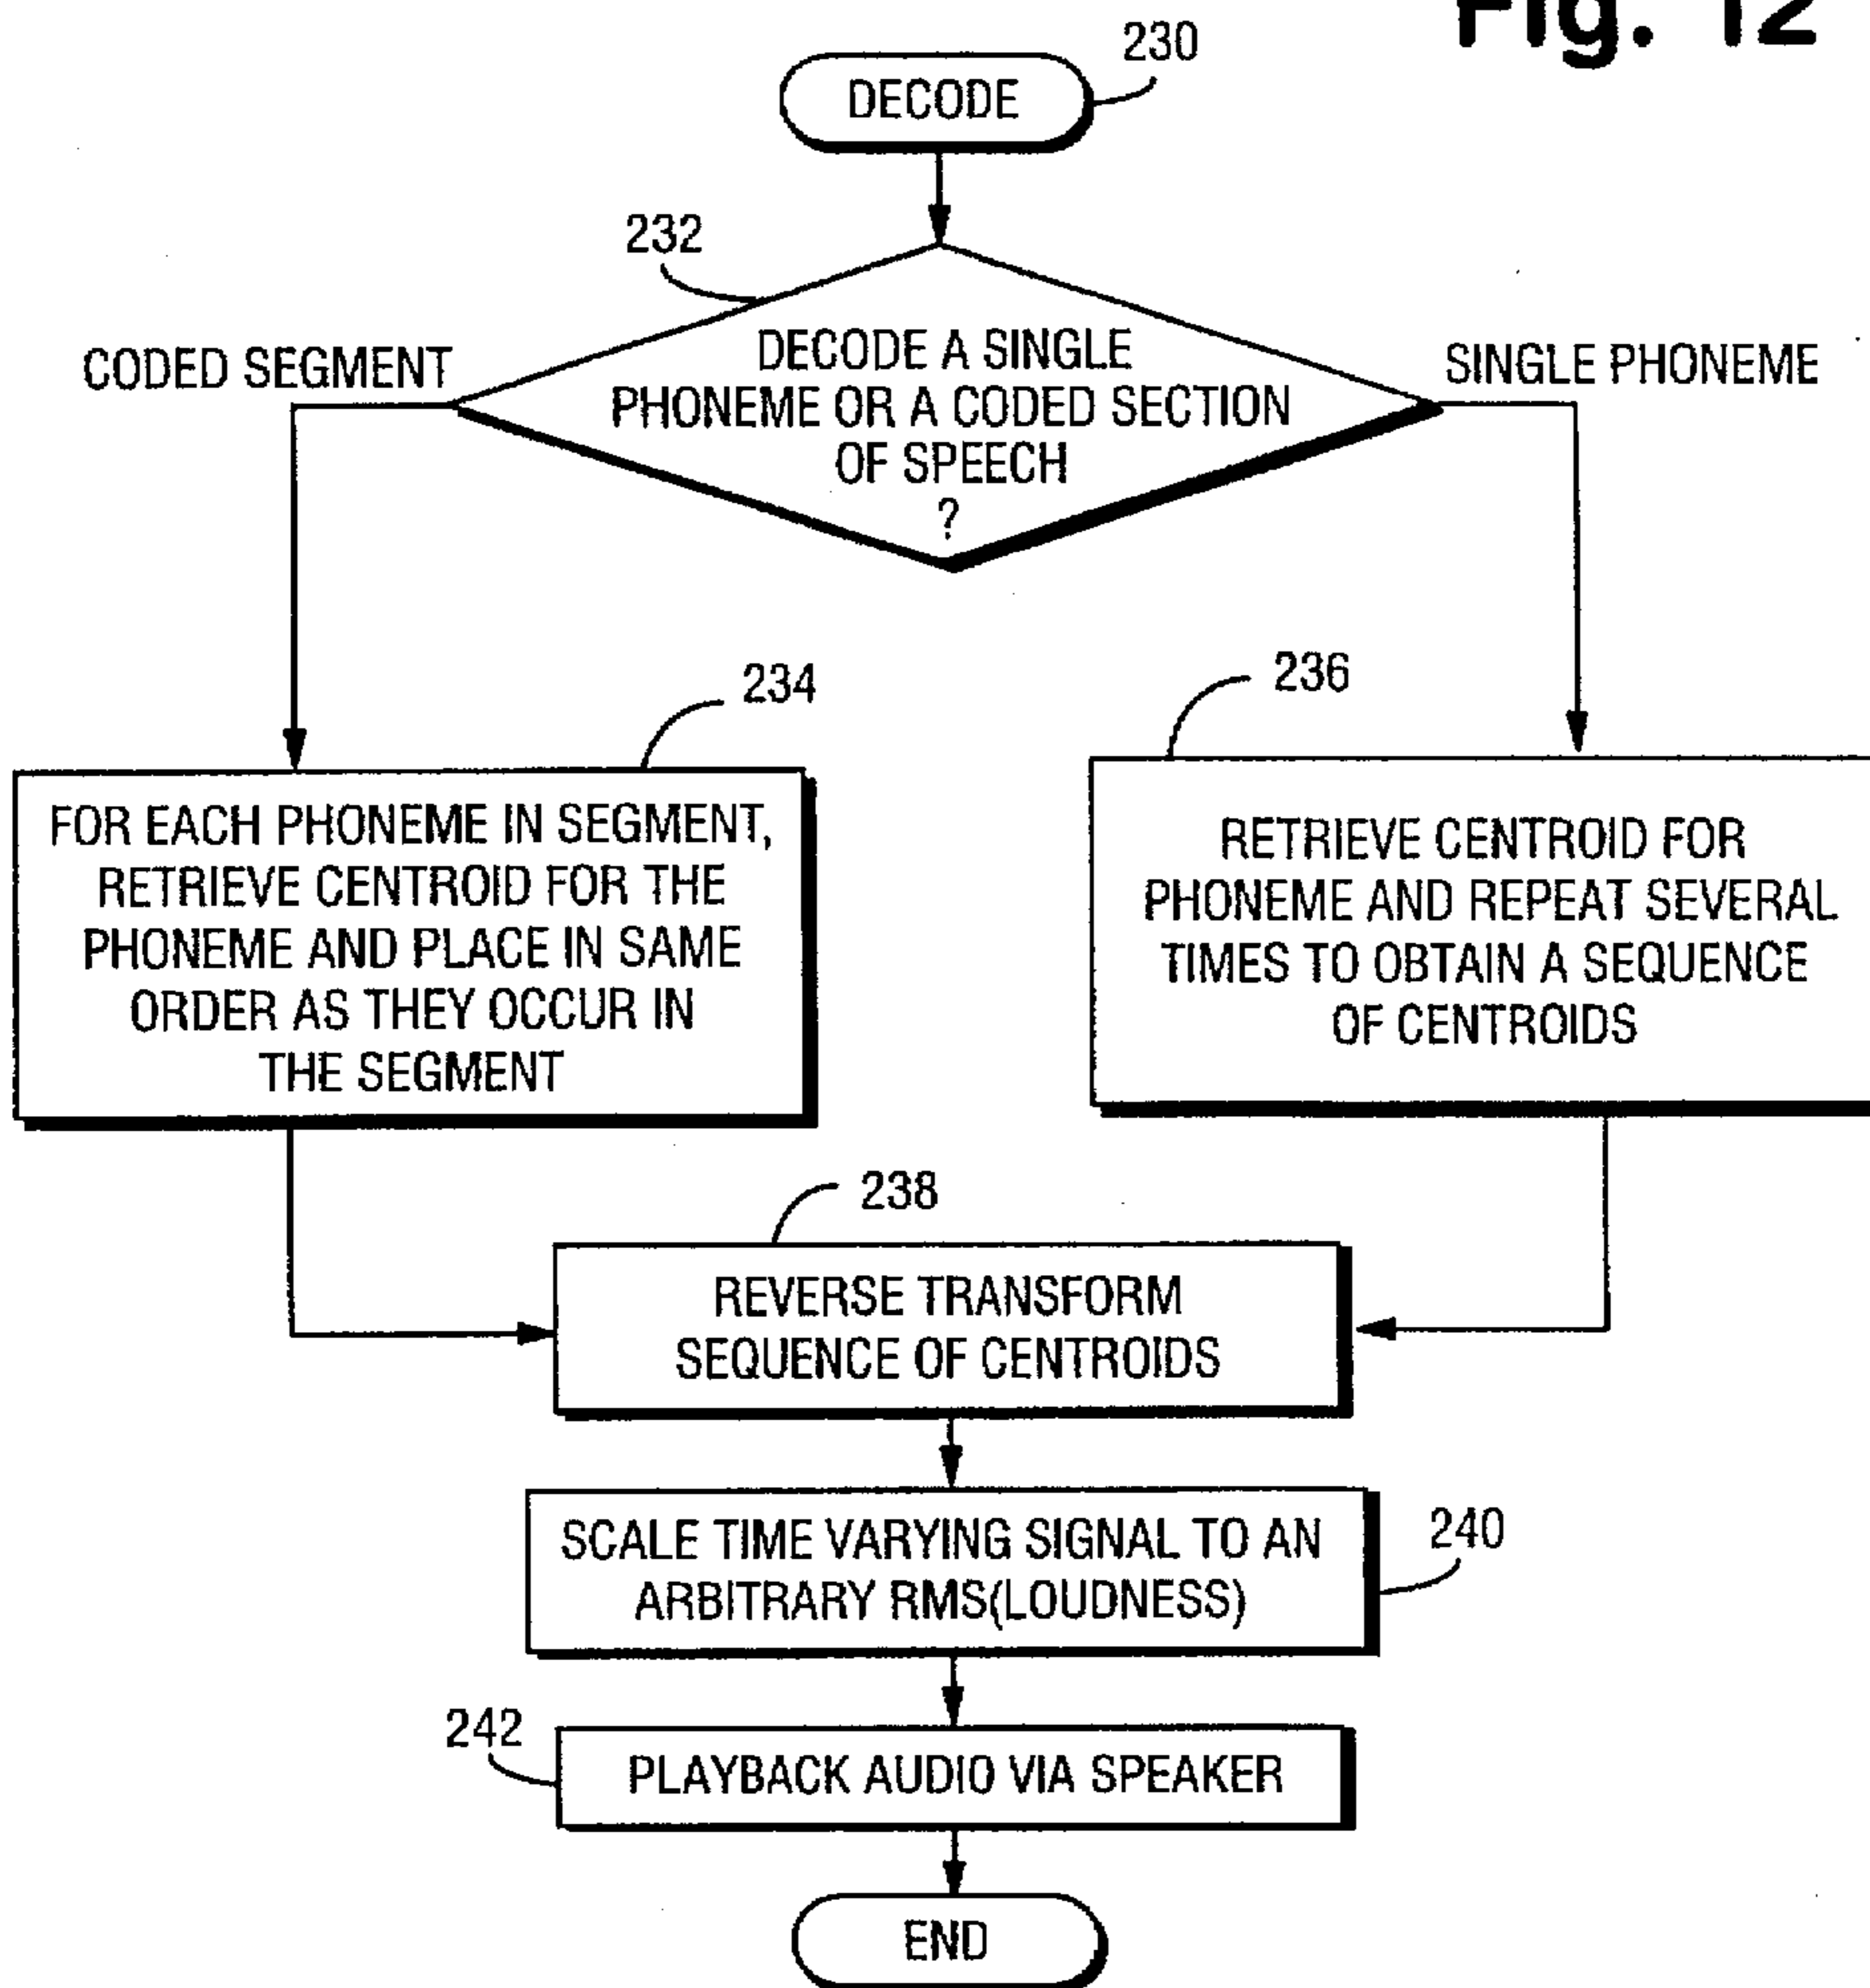 Fig. 12
230
DECODE
232
DECODE A SINGLE
PHONEME OR A CODED SECTION
OF SPEECH
?
CODED SEGMENT
SINGLE PHONEME
234
FOR EACH PHONEME IN SEGMENT,
RETRIEVE CENTROID FOR THE
PHONEME AND PLACE IN SAME
ORDER AS THEY OCCUR IN
THE SEGMENT
236
RETRIEVE CENTROID FOR
PHONEME AND REPEAT SEVERAL
TIMES TO OBTAIN A SEQUENCE
OF CENTROIDS
238
REVERSE TRANSFORM
SEQUENCE OF CENTROIDS
SCALE TIME VARYING SIGNAL TO AN
ARBITRARY RMS(LOUDNESS)
240
242
PLAYBACK AUDIO VIA SPEAKER
END